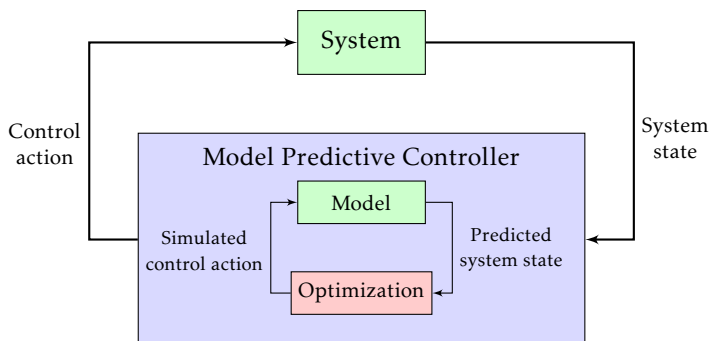 System
Control
action
System
state
Model Predictive Controller
Model
Simulated
control action
Predicted
system state
Optimization